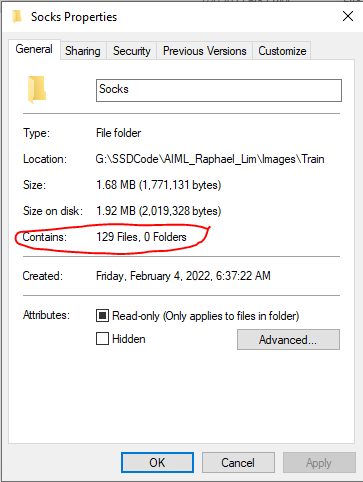 Socks Properties
General Sharing Security Previous Versions Customize
Socks
Type: File folder
Location: G:\SSDCode\AIML_Raphael_Lim\Images\Train
Size: 1.68 MB (1,771,131 bytes)
Size on disk: 1.92 MB (2,019,328 bytes)
Contains: 129 Files, 0 Folders
Created: Friday, February 4, 2022, 6:37:22 AM
Attributes: Read-only (Only applies to files in folder)
Hidden Advanced...
OK Cancel Apply